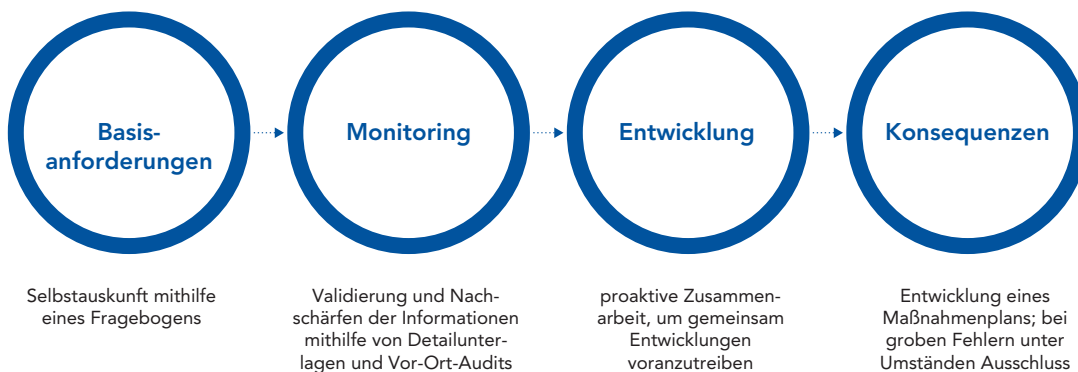 Basis-
anforderungen
Monitoring
Entwicklung
Konsequenzen
Selbstauskunft mithilfe
eines Fragebogens
Validierung und Nach-
schärfen der Informationen
mithilfe von Detailunter-
lagen und Vor-Ort-Audits
proaktive Zusammen-
arbeit, um gemeinsam
Entwicklungen
voranzutreiben
Entwicklung eines
Maßnahmenplans; bei
groben Fehlern unter
Umständen Ausschluss